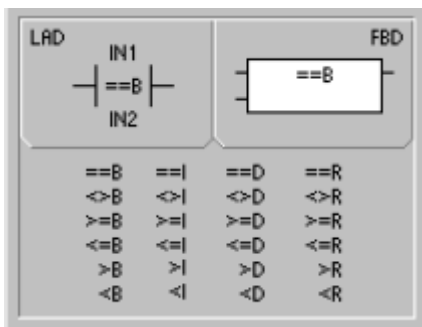 LAD
FBD
IN1
==B
IN2
==B
==B ==I ==D ==R
<>B <>I <>D <>R
>=B >=I >=D >=R
<=B <=I <=D <=R
>B >I >D >R
<B <I <D <R